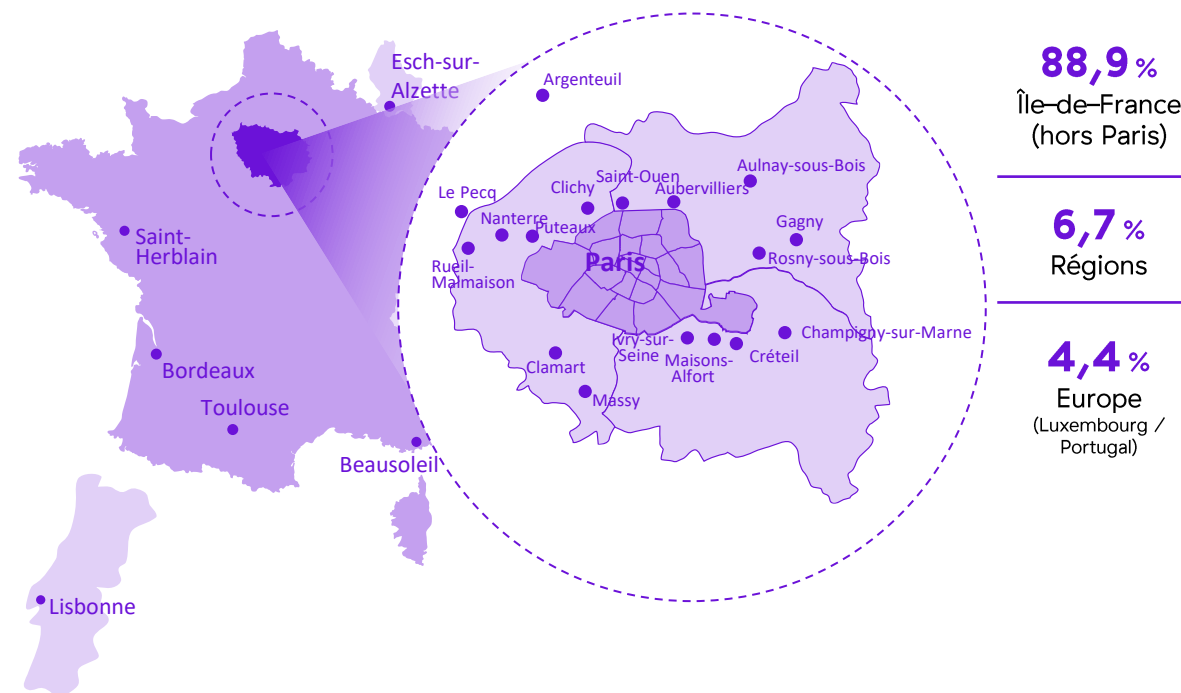 Esch-sur-
Alzette
Saint-
Herblain
Bordeaux
Toulouse
Beausoleil
Lisbonne
Argenteuil
Aulnay-sous-Bois
Saint-Ouen
Clichy
Aubervilliers
Le Pecq
Nanterre
Puteaux
Gagny
Paris
Rosny-sous-Bois
Rueil-
Malmaison
Champigny-sur-Marne
Ivry-sur-
Seine
Maisons-
Alfort
Créteil
Clamart
Massy
88,9 %
Île-de-France
(hors Paris)
6,7 %
Régions
4,4 %
Europe
(Luxembourg /
Portugal)